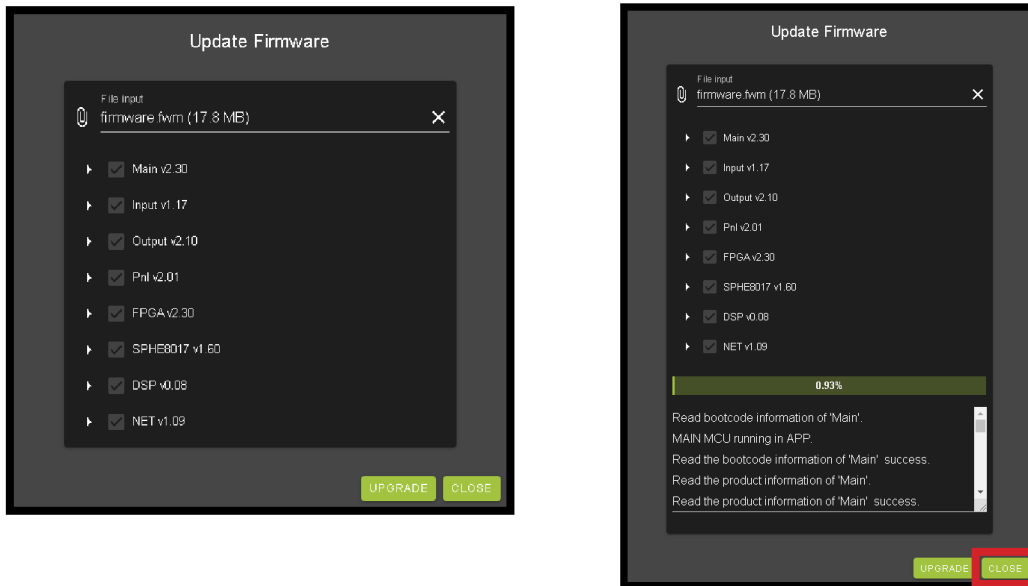 Update Firmware
File input
firmware.fwm (17.8 MB)
Main v2.30
Input v1.17
Output v2.10
Pnl v2.01
FPGA v2.30
SPHE8017 v1.60
DSP v0.08
NET v1.09
UPGRADE
CLOSE
Update Firmware
File input
firmware.fwm (17.8 MB)
Main v2.30
Input v1.17
Output v2.10
Pnl v2.01
FPGA v2.30
SPHE8017 v1.60
DSP v0.08
NET v1.09
0.93%
Read bootcode information of 'Main'.
MAIN MCU running in APP.
Read the bootcode information of 'Main' success.
Read the product information of 'Main'.
Read the product information of 'Main' success.
UPGRADE
CLOSE